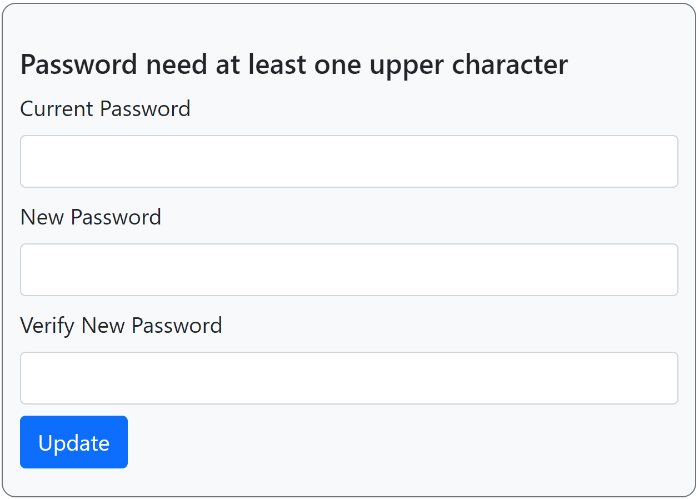 Password need at least one upper character
Current Password
New Password
Verify New Password
Update